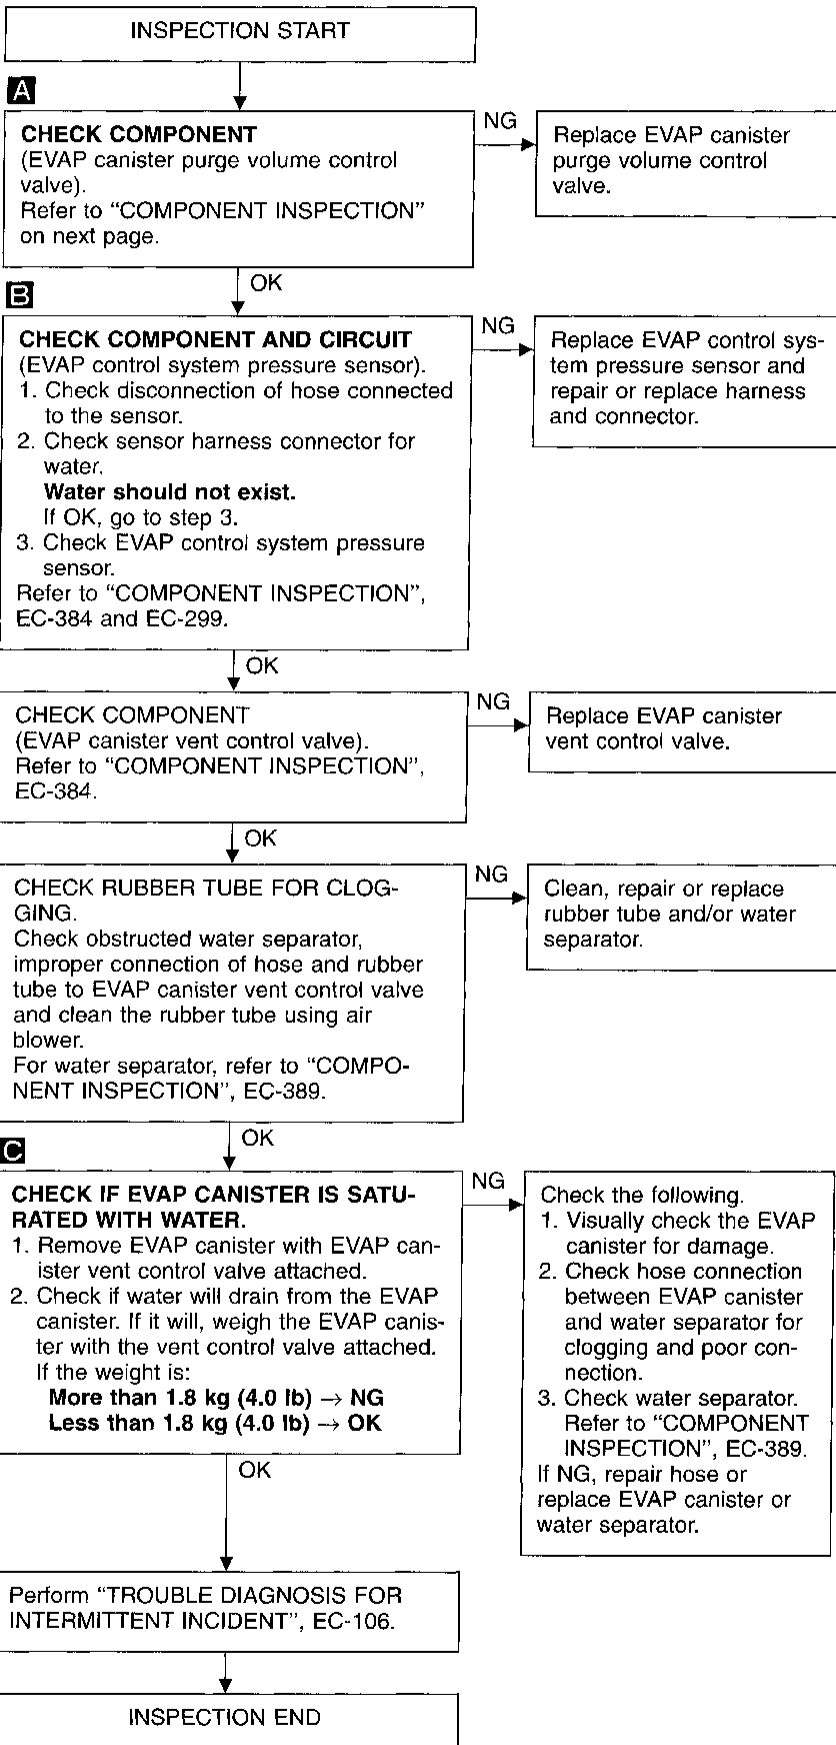 INSPECTION START
A
CHECK COMPONENT
(EVAP canister purge volume control
valve).
Refer to “COMPONENT INSPECTION”
on next page.
NG
Replace EVAP canister
purge volume control
valve.
OK
B
CHECK COMPONENT AND CIRCUIT
(EVAP control system pressure sensor).
1. Check disconnection of hose connected
to the sensor.
2. Check sensor harness connector for
water.
Water should not exist.
If OK, go to step 3.
3. Check EVAP control system pressure
sensor.
Refer to “COMPONENT INSPECTION”,
EC-384 and EC-299.
NG
Replace EVAP control sys-
tem pressure sensor and
repair or replace harness
and connector.
OK
CHECK COMPONENT
(EVAP canister vent control valve).
Refer to “COMPONENT INSPECTION”,
EC-384.
NG
Replace EVAP canister
vent control valve.
OK
CHECK RUBBER TUBE FOR CLOG-
GING.
Check obstructed water separator,
improper connection of hose and rubber
tube to EVAP canister vent control valve
and clean the rubber tube using air
blower.
For water separator, refer to “COMPO-
NENT INSPECTION”, EC-389.
NG
Clean, repair or replace
rubber tube and/or water
separator.
OK
C
CHECK IF EVAP CANISTER IS SATU-
RATED WITH WATER.
1. Remove EVAP canister with EVAP can-
ister vent control valve attached.
2. Check if water will drain from the EVAP
canister. If it will, weigh the EVAP canis-
ter with the vent control valve attached.
If the weight is:
More than 1.8 kg (4.0 lb) → NG
Less than 1.8 kg (4.0 lb) → OK
NG
Check the following.
1. Visually check the EVAP
canister for damage.
2. Check hose connection
between EVAP canister
and water separator for
clogging and poor con-
nection.
3. Check water separator.
Refer to “COMPONENT
INSPECTION”, EC-389.
If NG, repair hose or
replace EVAP canister or
water separator.
OK
Perform “TROUBLE DIAGNOSIS FOR
INTERMITTENT INCIDENT”, EC-106.
INSPECTION END